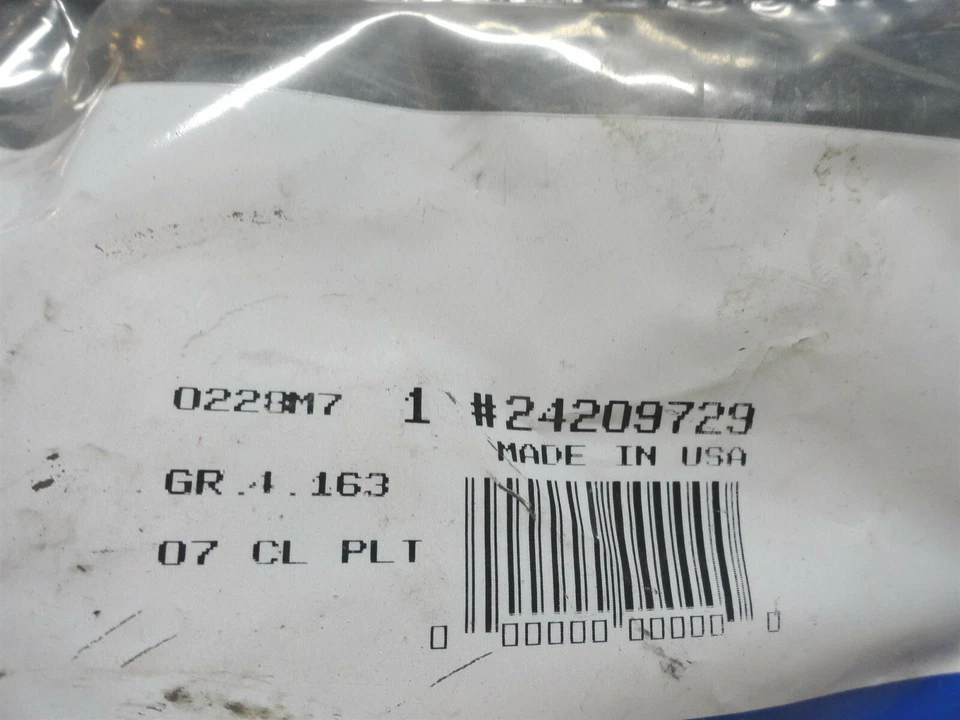 0228M7 1 #24209729
MADE IN USA
GR.4.163
07 CL PLT
0 00000 00000 0